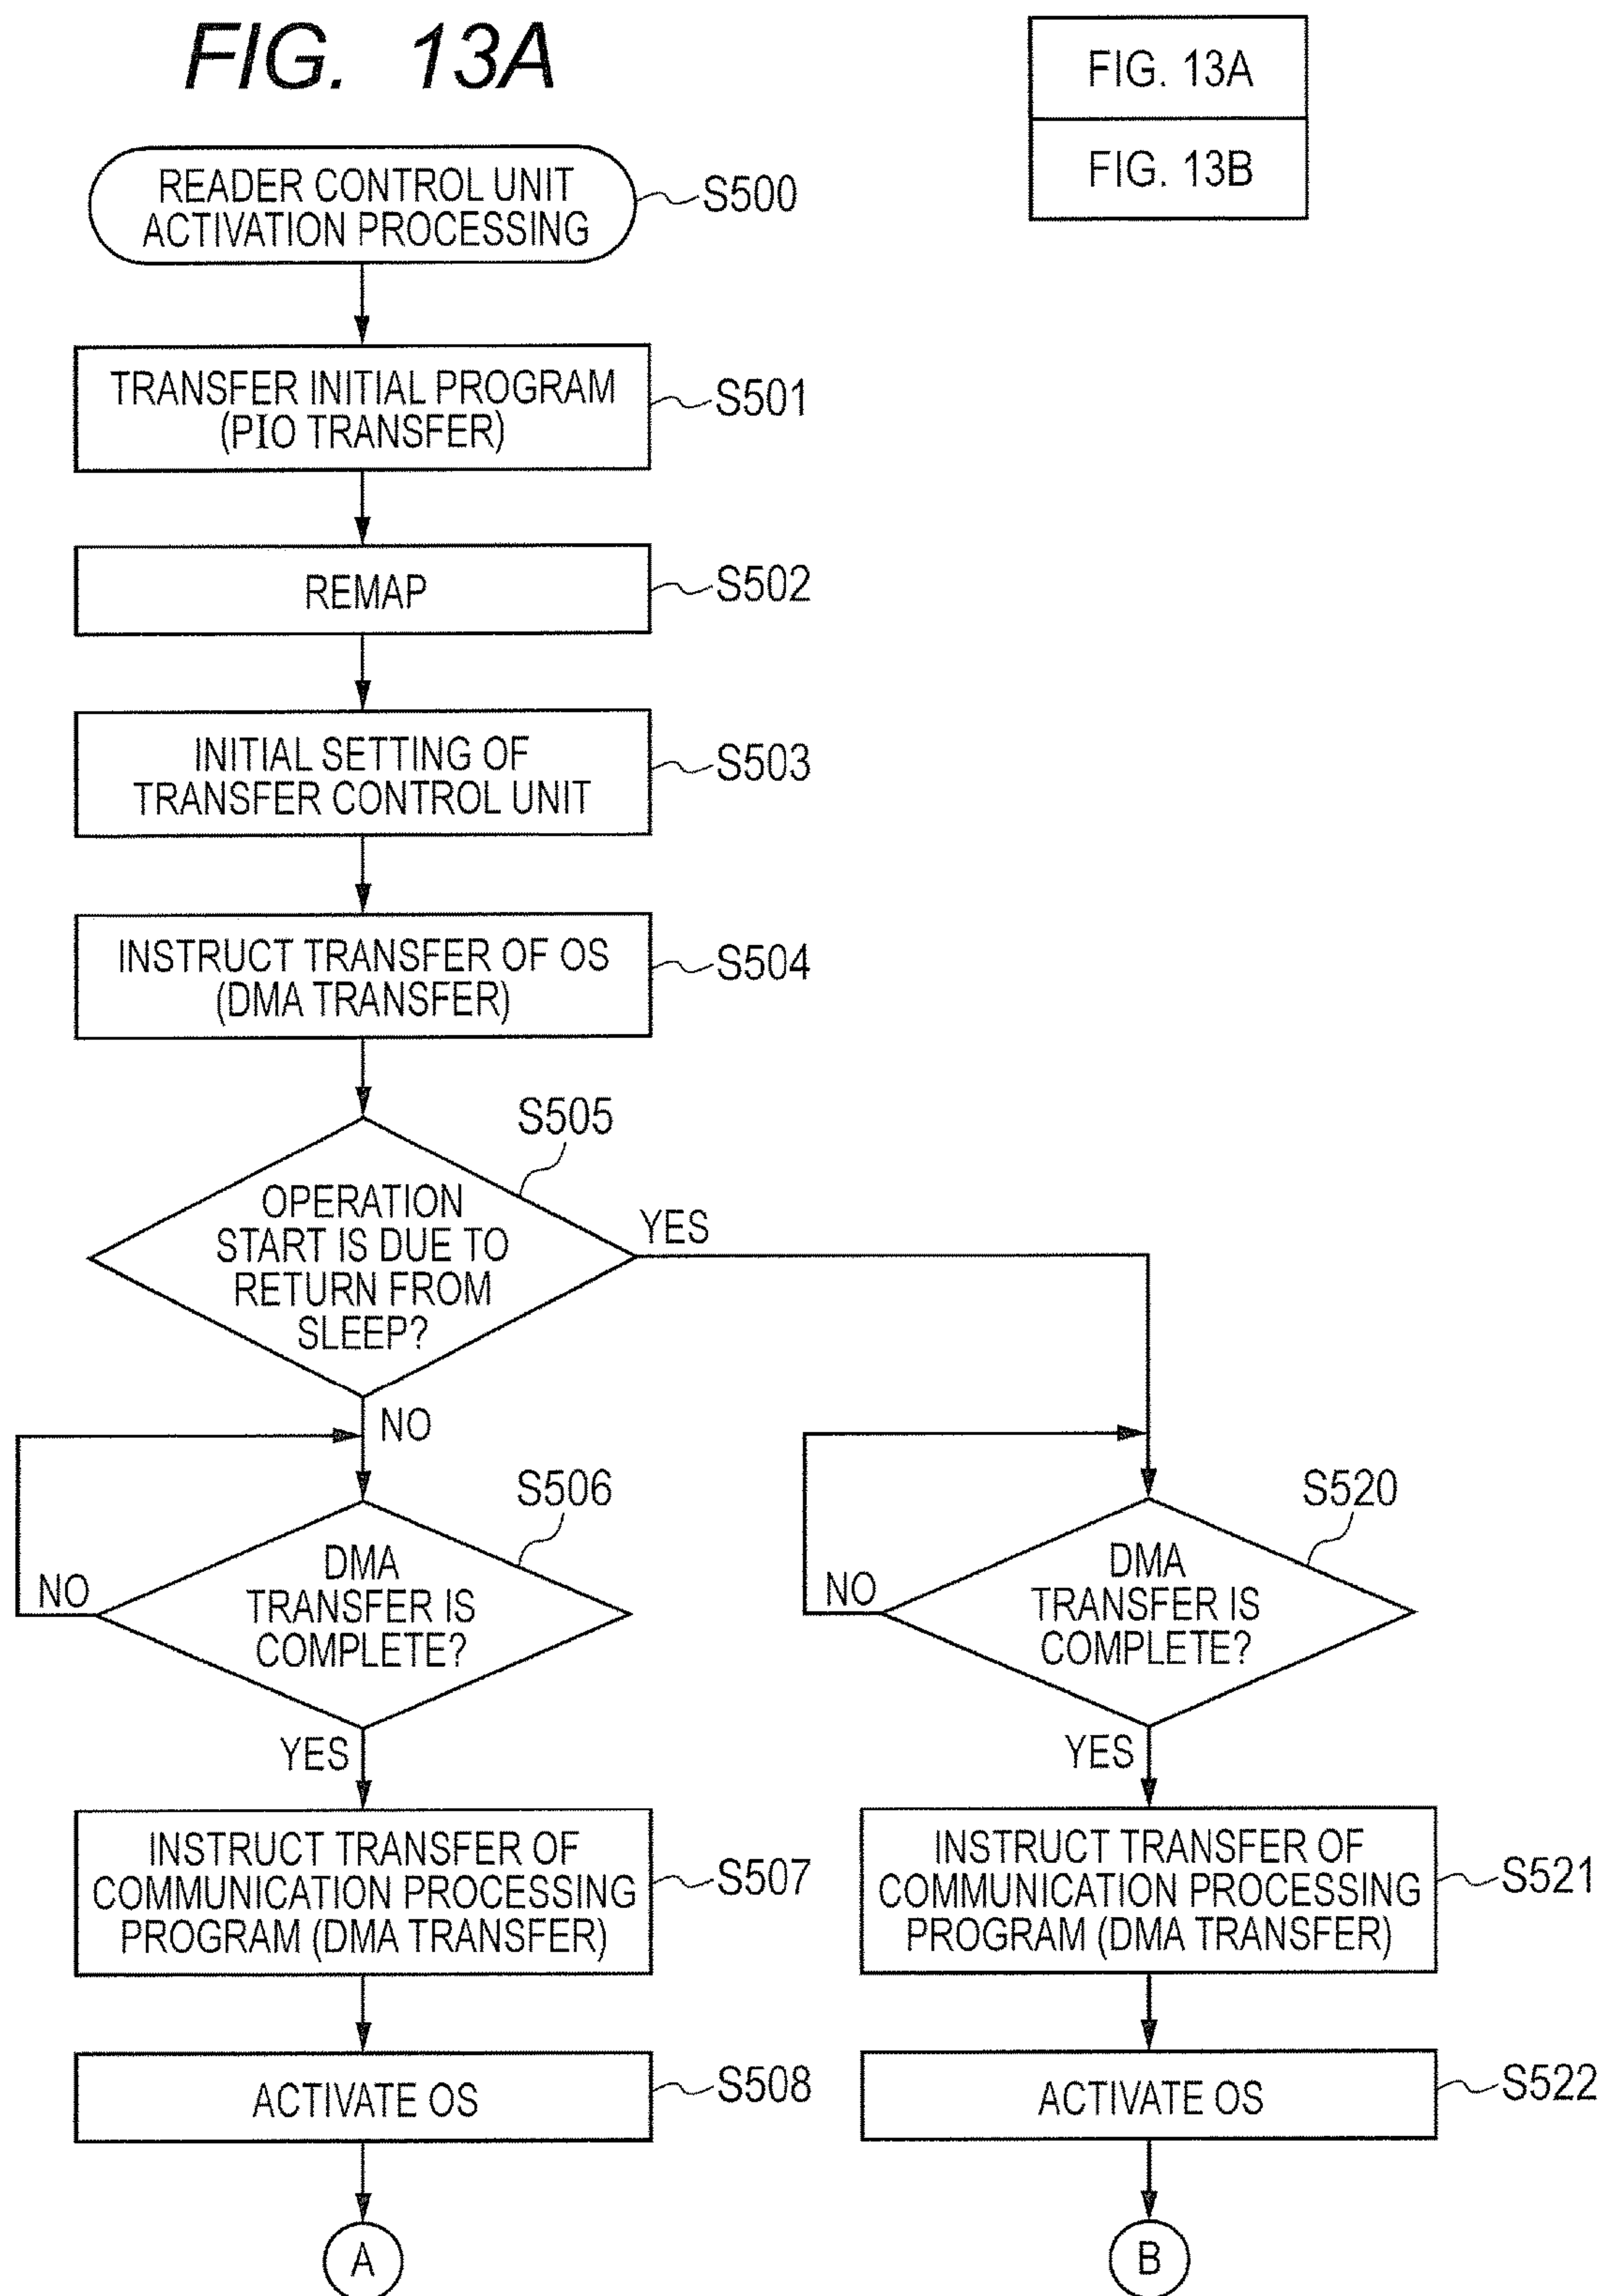 FIG. 13A
FIG. 13A
FIG. 13B
READER CONTROL UNIT
ACTIVATION PROCESSING
S500
TRANSFER INITIAL PROGRAM
(PIO TRANSFER)
S501
REMAP
S502
INITIAL SETTING OF
TRANSFER CONTROL UNIT
S503
INSTRUCT TRANSFER OF OS
(DMA TRANSFER)
S504
S505
OPERATION
START IS DUE TO
RETURN FROM
SLEEP?
YES
NO
S506
DMA
TRANSFER IS
COMPLETE?
NO
YES
S520
DMA
TRANSFER IS
COMPLETE?
NO
YES
INSTRUCT TRANSFER OF
COMMUNICATION PROCESSING
PROGRAM (DMA TRANSFER)
S507
INSTRUCT TRANSFER OF
COMMUNICATION PROCESSING
PROGRAM (DMA TRANSFER)
S521
ACTIVATE OS
S508
ACTIVATE OS
S522
A
B